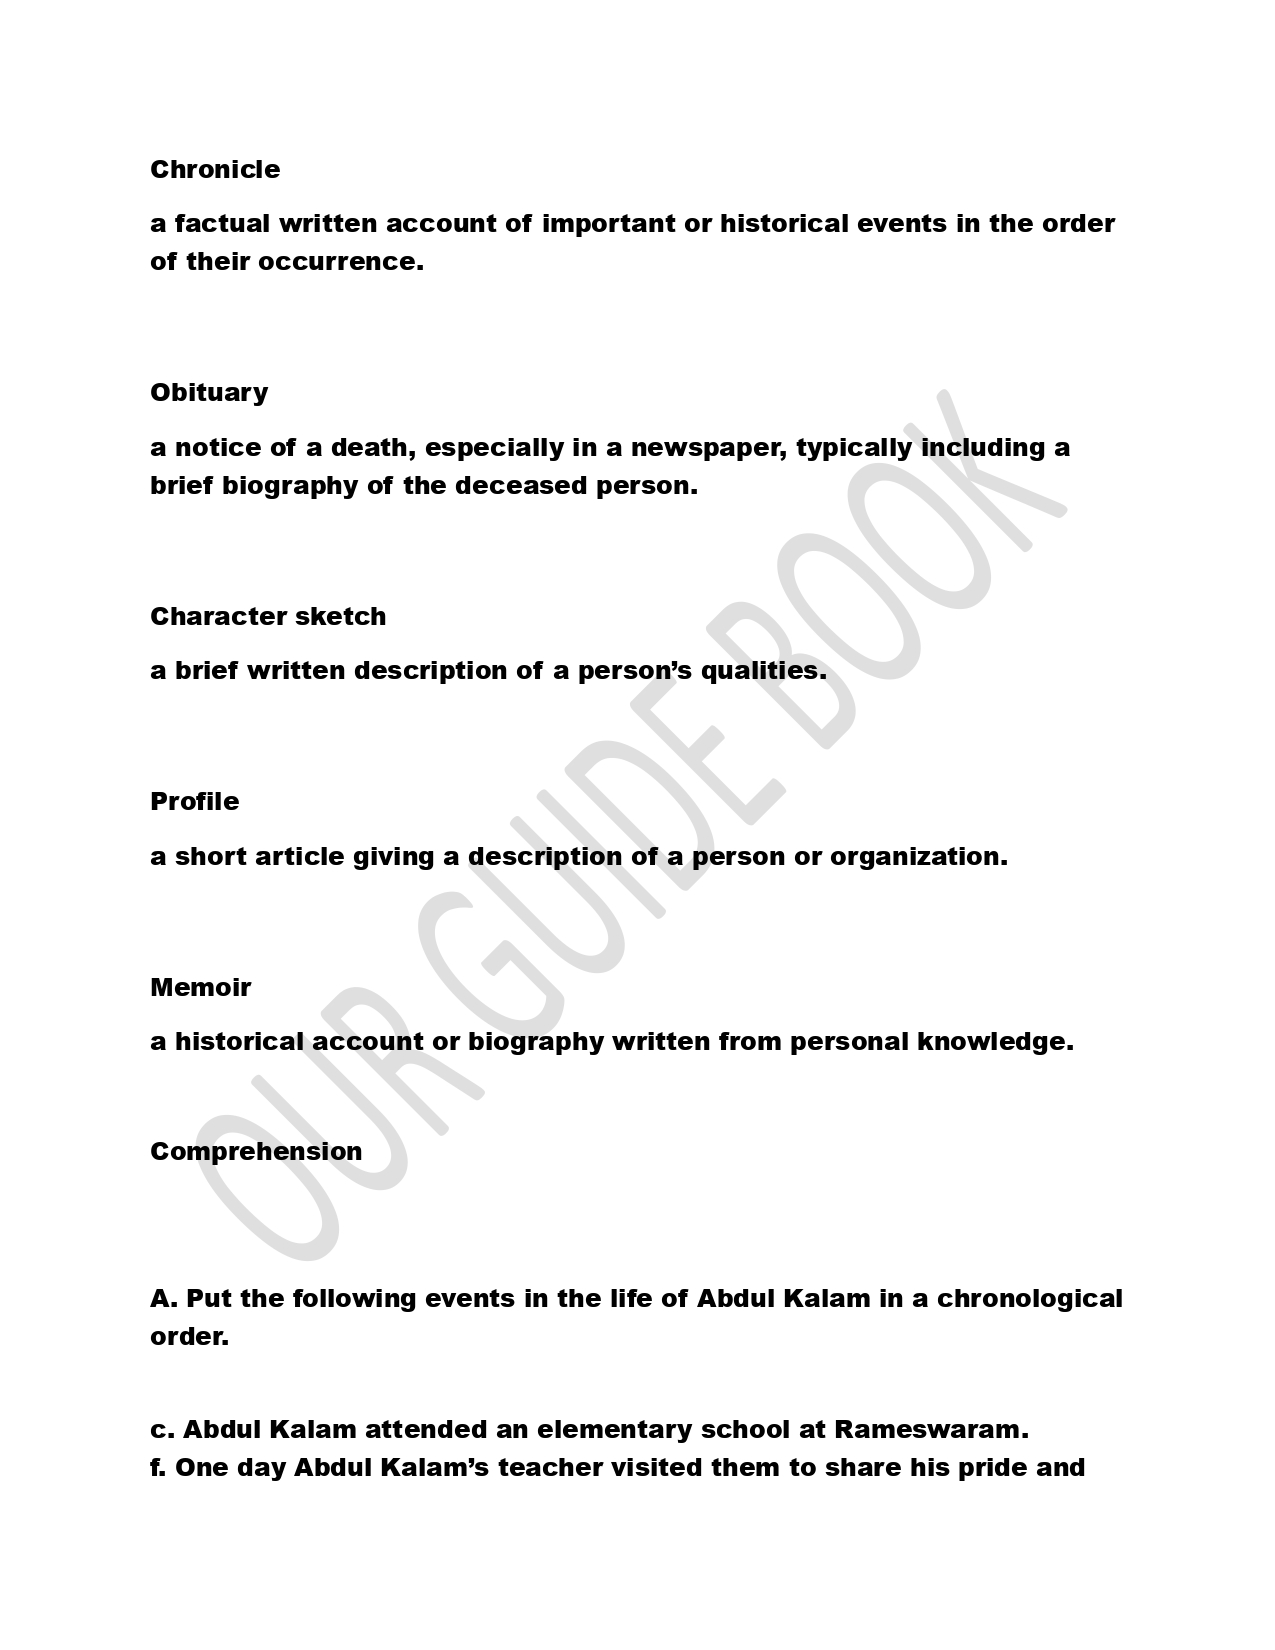 Chronicle
a factual written account of important or historical events in the order
of their occurrence.
Obituary
a notice of a death, especially in a newspaper, typically including a
brief biography of the deceased person.
Character sketch
a brief written description of a person’s qualities.
Profile
a short article giving a description of a person or organization.
Memoir
a historical account or biography written from personal knowledge.
Comprehension
A. Put the following events in the life of Abdul Kalam in a chronological
order.
c. Abdul Kalam attended an elementary school at Rameswaram.
f. One day Abdul Kalam’s teacher visited them to share his pride and
OUR GUIDE BOOK